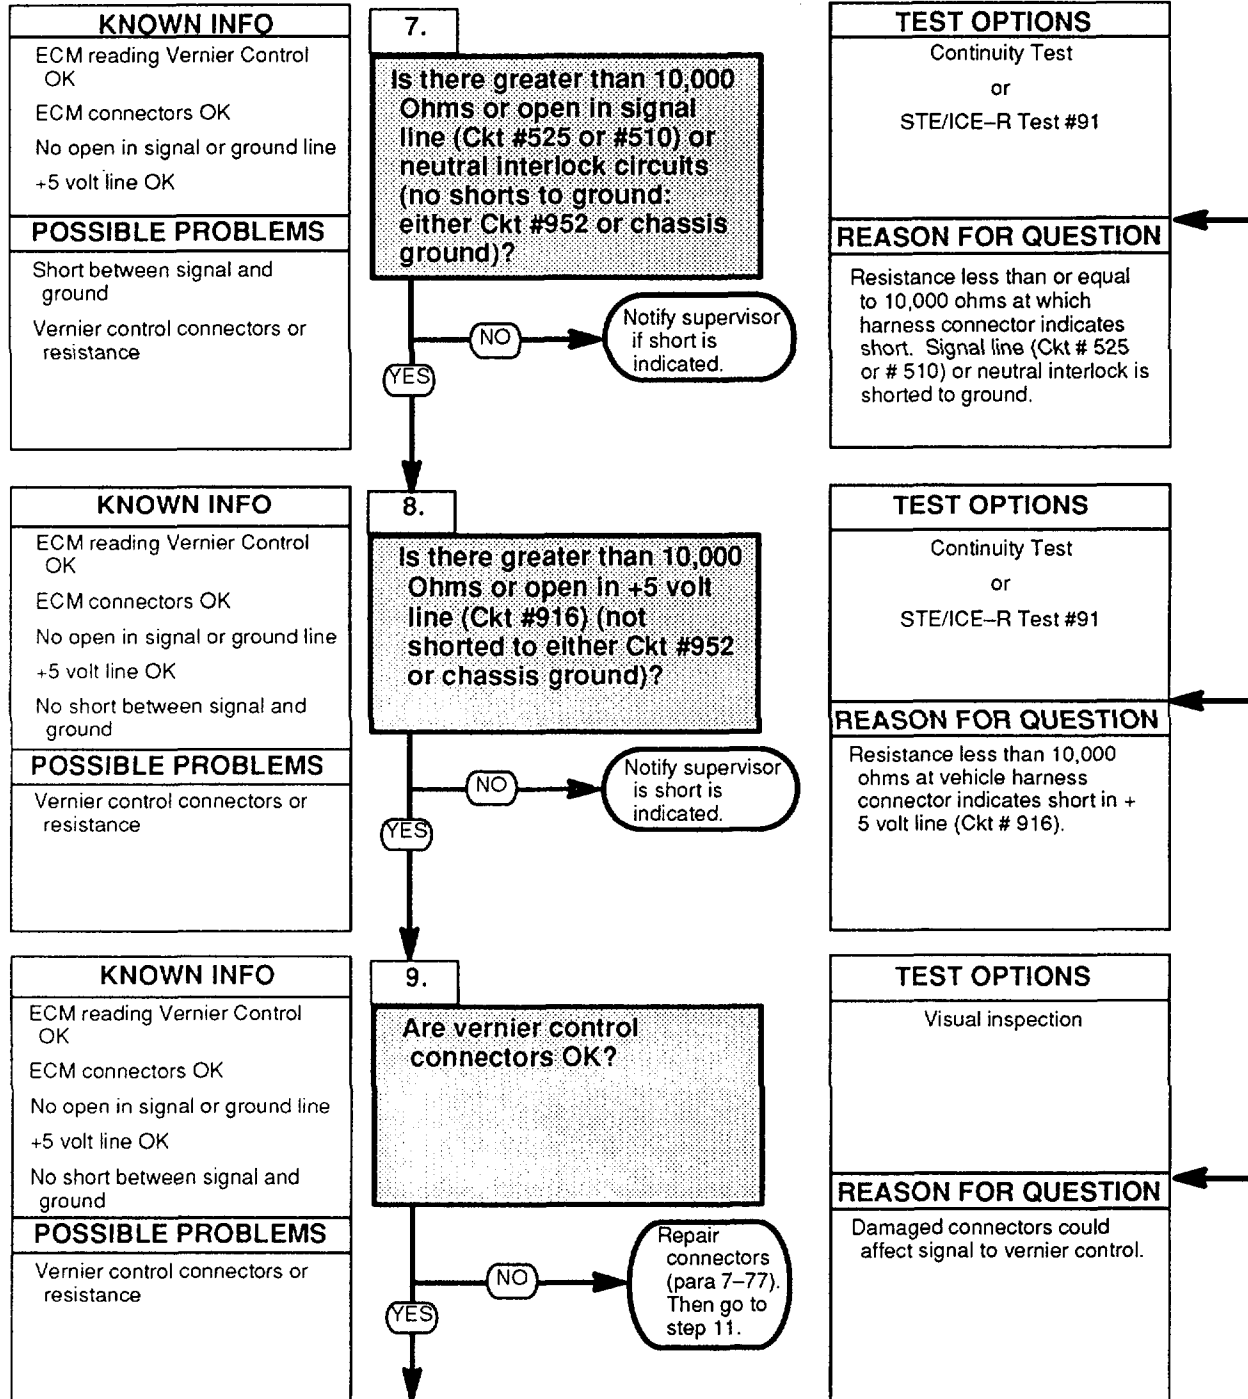 KNOWN INFO
ECM reading Vernier Control
OK
ECM connectors OK
No open in signal or ground line
+5 volt line OK
POSSIBLE PROBLEMS
Short between signal and
ground
Vernier control connectors or
resistance
7.
Is there greater than 10,000
Ohms or open in signal
line (Ckt #525 or #510) or
neutral interlock circuits
(no shorts to ground:
either Ckt #952 or chassis
ground)?
NO
Notify supervisor
if short is
indicated.
YES
TEST OPTIONS
Continuity Test
or
STE/ICE–R Test #91
REASON FOR QUESTION
Resistance less than or equal
to 10,000 ohms at which
harness connector indicates
short. Signal line (Ckt # 525
or # 510) or neutral interlock is
shorted to ground.
KNOWN INFO
ECM reading Vernier Control
OK
ECM connectors OK
No open in signal or ground line
+5 volt line OK
No short between signal and
ground
POSSIBLE PROBLEMS
Vernier control connectors or
resistance
8.
Is there greater than 10,000
Ohms or open in +5 volt
line (Ckt #916) (not
shorted to either Ckt #952
or chassis ground)?
NO
Notify supervisor
is short is
indicated.
YES
TEST OPTIONS
Continuity Test
or
STE/ICE–R Test #91
REASON FOR QUESTION
Resistance less than 10,000
ohms at vehicle harness
connector indicates short in +
5 volt line (Ckt # 916).
KNOWN INFO
ECM reading Vernier Control
OK
ECM connectors OK
No open in signal or ground line
+5 volt line OK
No short between signal and
ground
POSSIBLE PROBLEMS
Vernier control connectors or
resistance
9.
Are vernier control
connectors OK?
NO
Repair
connectors
(para 7–77).
Then go to
step 11.
YES
TEST OPTIONS
Visual inspection
REASON FOR QUESTION
Damaged connectors could
affect signal to vernier control.